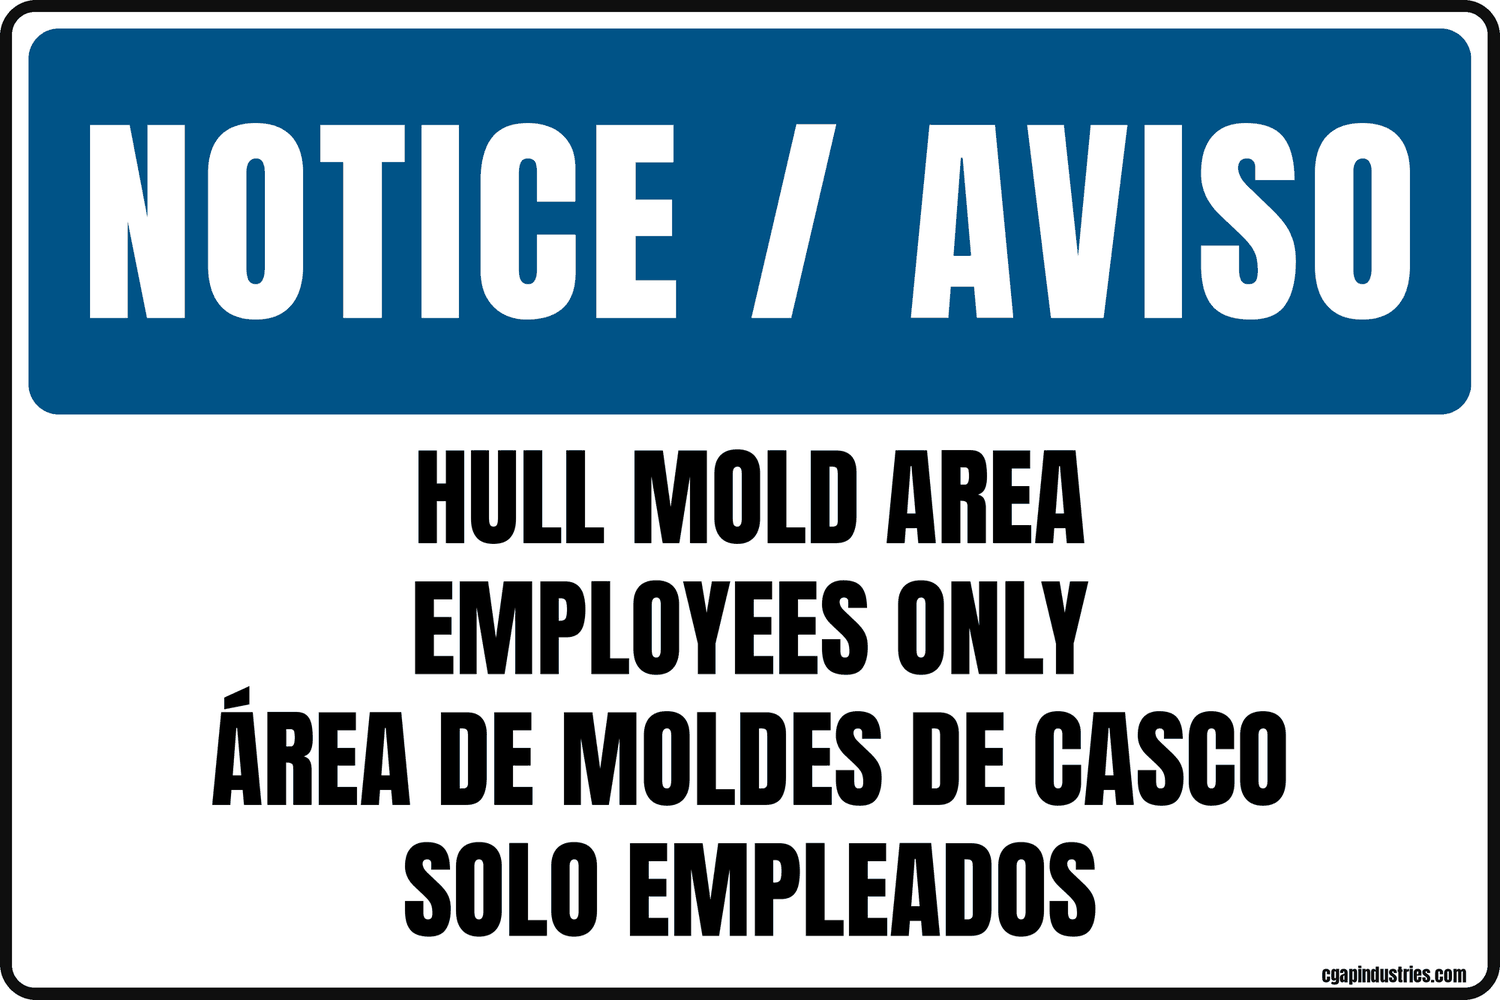 NOTICE / AVISO
HULL MOLD AREA
EMPLOYEES ONLY
ÁREA DE MOLDES DE CASCO
SOLO EMPLEADOS
cgapindustries.com